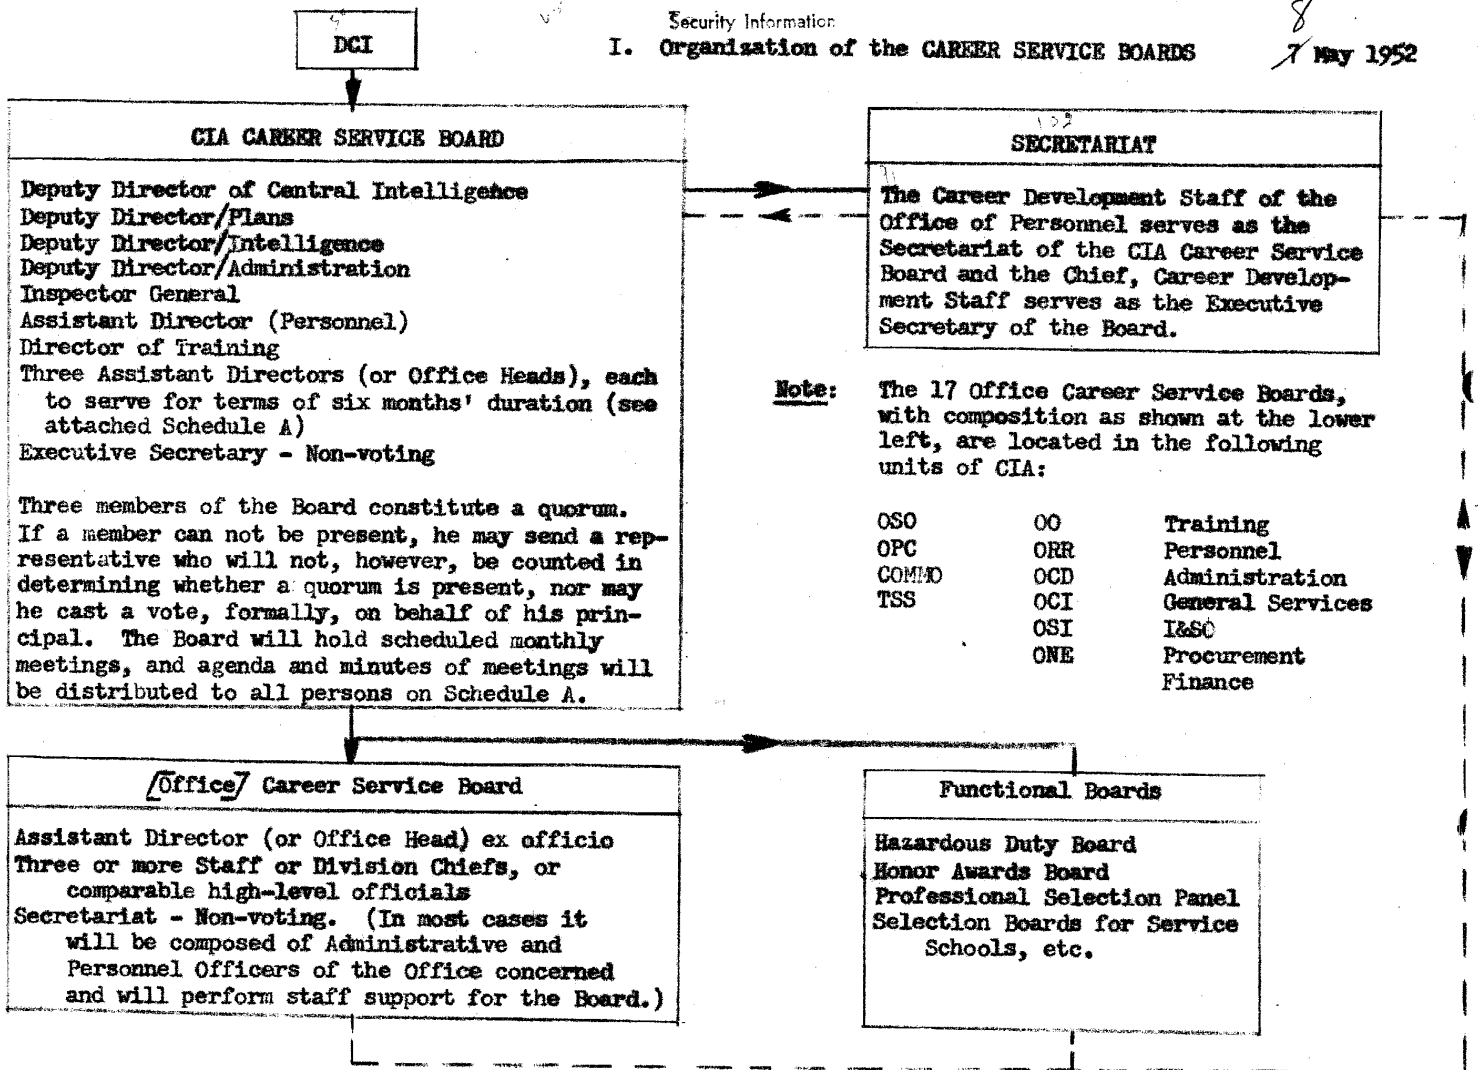 DCI
Security Information
I. Organization of the CAREER SERVICE BOARDS
8
7 May 1952
CIA CAREER SERVICE BOARD
Deputy Director of Central Intelligence
Deputy Director/Plans
Deputy Director/Intelligence
Deputy Director/Administration
Inspector General
Assistant Director (Personnel)
Director of Training
Three Assistant Directors (or Office Heads), each
to serve for terms of six months' duration (see
attached Schedule A)
Executive Secretary - Non-voting
Three members of the Board constitute a quorum.
If a member can not be present, he may send a rep-
resentative who will not, however, be counted in
determining whether a quorum is present, nor may
he cast a vote, formally, on behalf of his prin-
cipal. The Board will hold scheduled monthly
meetings, and agenda and minutes of meetings will
be distributed to all persons on Schedule A.
SECRETARIAT
The Career Development Staff of the
Office of Personnel serves as the
Secretariat of the CIA Career Service
Board and the Chief, Career Develop-
ment Staff serves as the Executive
Secretary of the Board.
Note: The 17 Office Career Service Boards,
with composition as shown at the lower
left, are located in the following
units of CIA:
OSO OO Training
OPC ORR Personnel
COMMO OCD Administration
TSS OCI General Services
OSI I&SO
ONE Procurement
Finance
[Office] Career Service Board
Assistant Director (or Office Head) ex officio
Three or more Staff or Division Chiefs, or
comparable high-level officials
Secretariat - Non-voting. (In most cases it
will be composed of Administrative and
Personnel Officers of the Office concerned
and will perform staff support for the Board.)
Functional Boards
Hazardous Duty Board
Honor Awards Board
Professional Selection Panel
Selection Boards for Service
Schools, etc.